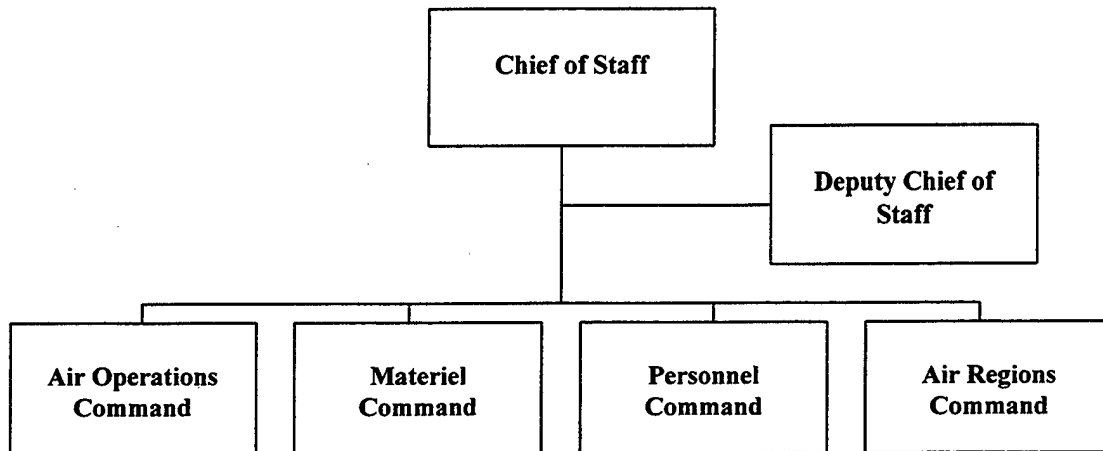 Chief of Staff
Deputy Chief of
Staff
Air Operations
Command
Materiel
Command
Personnel
Command
Air Regions
Command